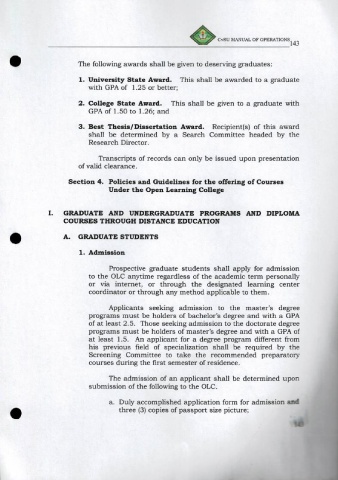 CvSU MANUAL OF OPERATIONS 143
The following awards shall be given to deserving graduates:
1. University State Award. This shall be awarded to a graduate
with GPA of 1.25 or better;
2. College State Award. This shall be given to a graduate with
GPA of 1.50 to 1.26; and
3. Best Thesis/Dissertation Award. Recipient(s) of this award
shall be determined by a Search Committee headed by the
Research Director.
Transcripts of records can only be issued upon presentation
of valid clearance.
Section 4. Policies and Guidelines for the offering of Courses
Under the Open Learning College
I. GRADUATE AND UNDERGRADUATE PROGRAMS AND DIPLOMA
COURSES THROUGH DISTANCE EDUCATION
A. GRADUATE STUDENTS
1. Admission
Prospective graduate students shall apply for admission
to the OLC anytime regardless of the academic term personally
or via internet, or through the designated learning center
coordinator or through any method applicable to them.
Applicants seeking admission to the master's degree
programs must be holders of bachelor's degree and with a GPA
of at least 2.5. Those seeking admission to the doctorate degree
programs must be holders of master's degree and with a GPA of
at least 1.5. An applicant for a degree program different from
his previous field of specialization shall be required by the
Screening Committee to take the recommended preparatory
courses during the first semester of residence.
The admission of an applicant shall be determined upon
submission of the following to the OLC.
a. Duly accomplished application form for admission and
three (3) copies of passport size picture;